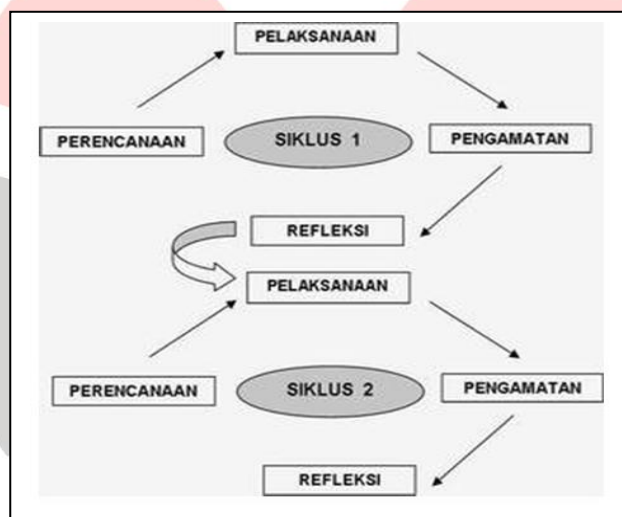 PELAKSANAAN
PERENCANAAN
SIKLUS 1
PENGAMATAN
REFLEKSI
PELAKSANAAN
PERENCANAAN
SIKLUS 2
PENGAMATAN
REFLEKSI